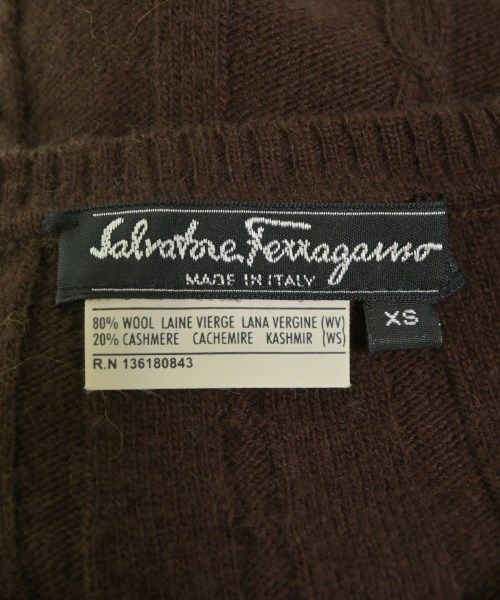 Salvatore Ferragamo
MADE IN ITALY
XS
80% WOOL LAINE VIERGE LANA VERGINE (WV)
20% CASHMERE CACHEMIRE KASHMIR (WS)
R.N 136180843